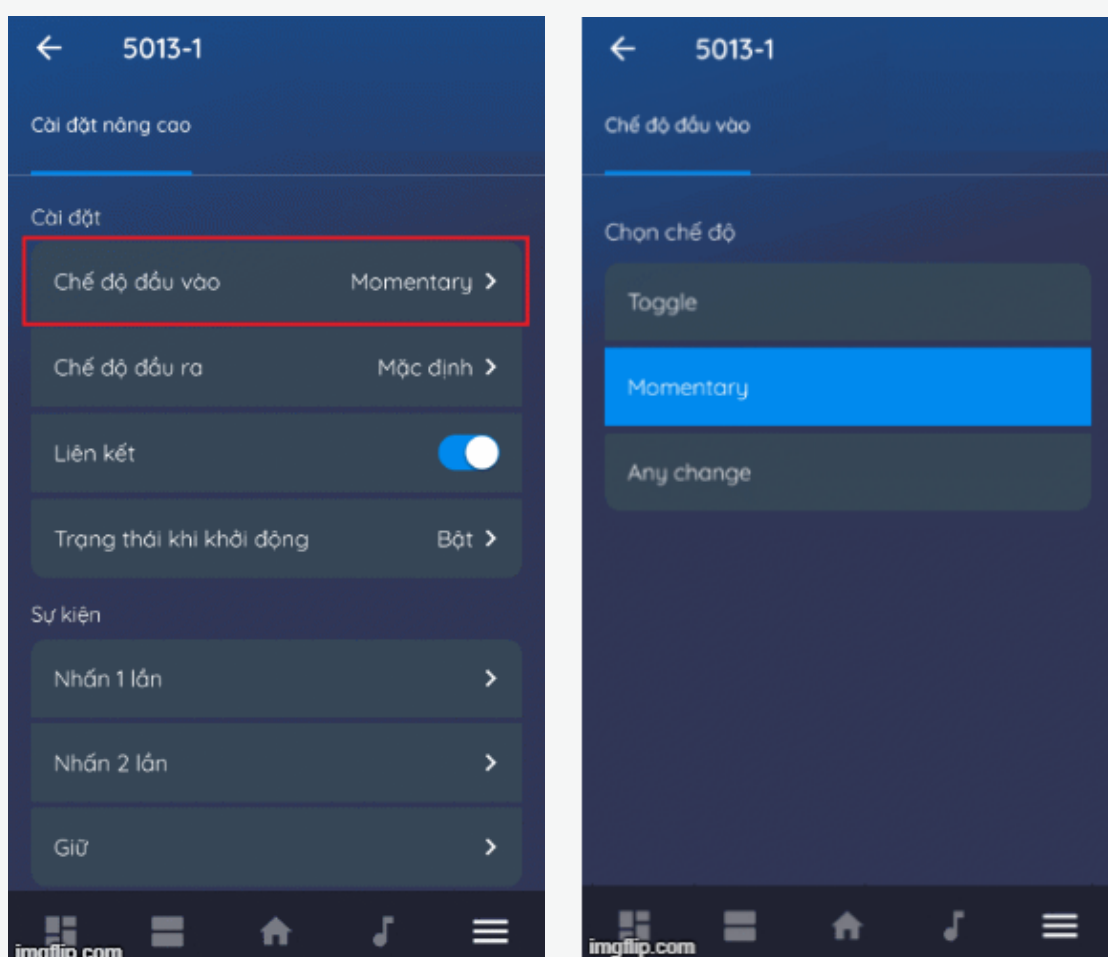 5013-1
Cài đặt nâng cao
Cài đặt
Chế độ đầu vào Momentary
Chế độ đầu ra Mặc định
Liên kết
Trạng thái khi khởi động Bật
Sự kiện
Nhấn 1 lần
Nhấn 2 lần
Giữ
imgflip.com
5013-1
Chế độ đầu vào
Chọn chế độ
Toggle
Momentary
Any change
imgflip.com